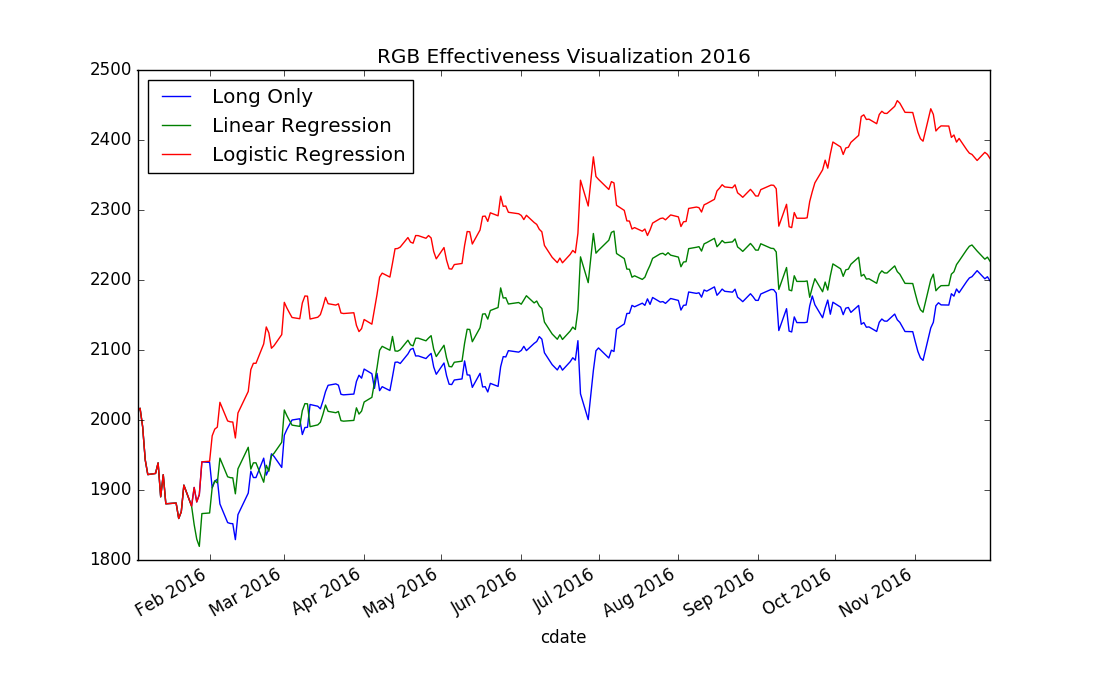 RGB Effectiveness Visualization 2016
Long Only
Linear Regression
Logistic Regression
2500
2400
2300
2200
2100
2000
1900
1800
Feb 2016
Mar 2016
Apr 2016
May 2016
Jun 2016
Jul 2016
Aug 2016
Sep 2016
Oct 2016
Nov 2016
cdate